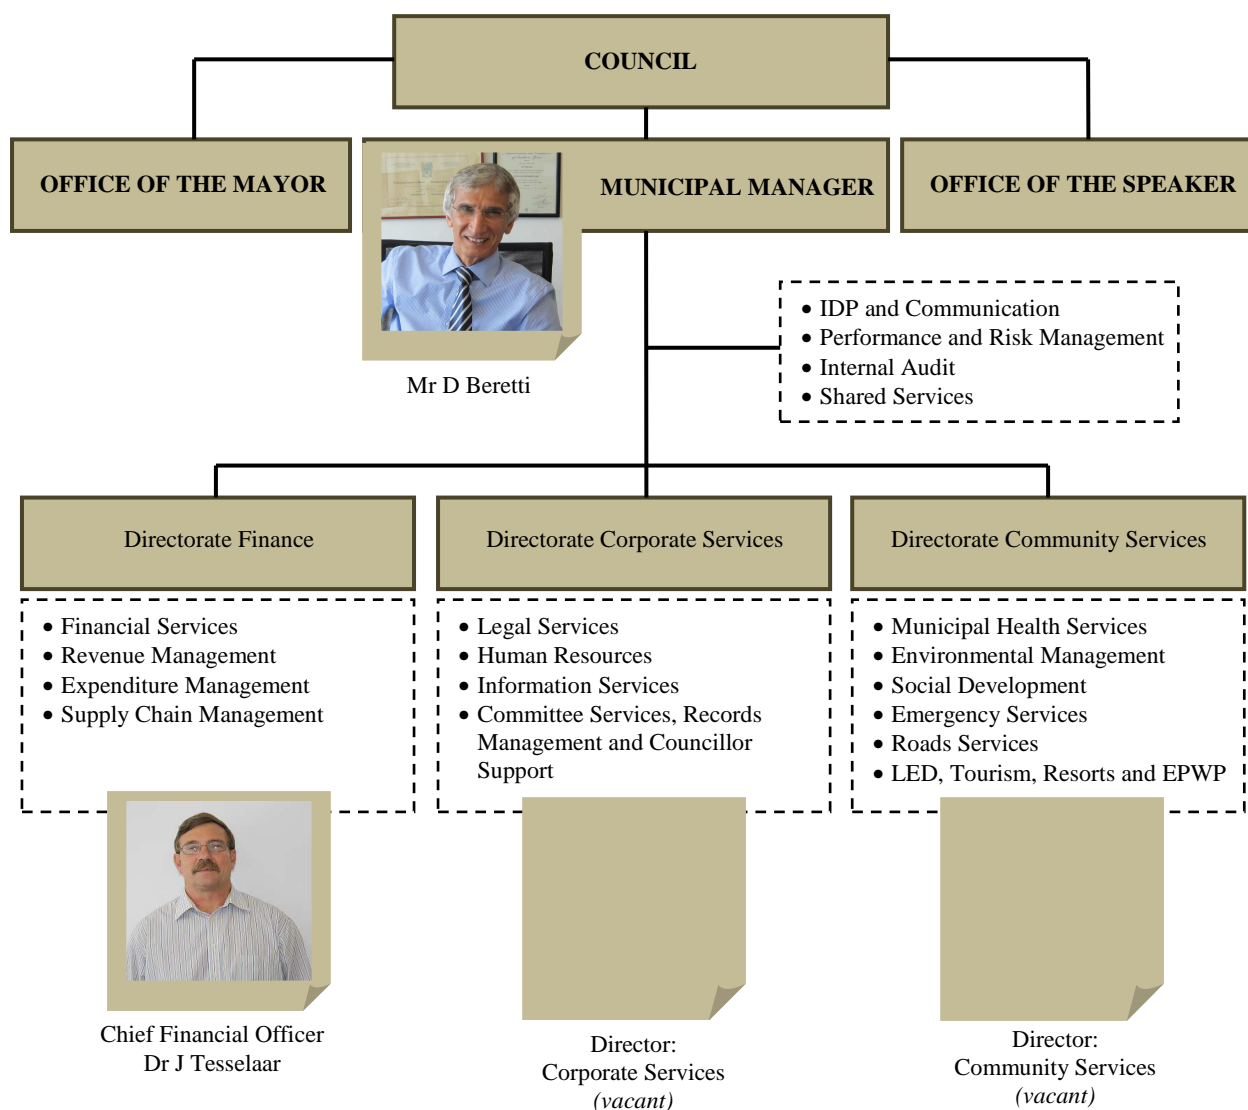 COUNCIL
OFFICE OF THE MAYOR
MUNICIPAL MANAGER
OFFICE OF THE SPEAKER
• IDP and Communication
• Performance and Risk Management
• Internal Audit
• Shared Services
Mr D Beretti
Directorate Finance
Directorate Corporate Services
Directorate Community Services
• Financial Services
• Revenue Management
• Expenditure Management
• Supply Chain Management
• Legal Services
• Human Resources
• Information Services
• Committee Services, Records
Management and Councillor
Support
• Municipal Health Services
• Environmental Management
• Social Development
• Emergency Services
• Roads Services
• LED, Tourism, Resorts and EPWP
Chief Financial Officer
Dr J Tesselaar
Director:
Corporate Services
(vacant)
Director:
Community Services
(vacant)